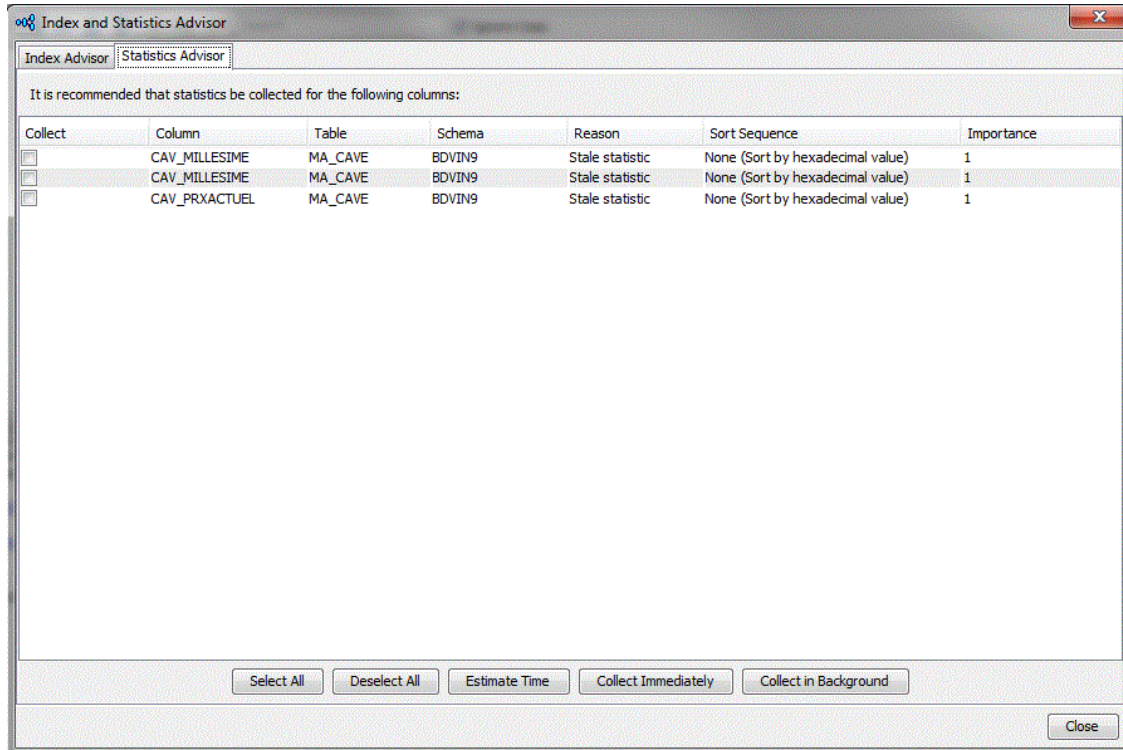 Index and Statistics Advisor
Index Advisor Statistics Advisor
It is recommended that statistics be collected for the following columns:
Collect Column Table Schema Reason Sort Sequence Importance
CAV_MILLESIME MA_CAVE BDVIN9 Stale statistic None (Sort by hexadecimal value) 1
CAV_MILLESIME MA_CAVE BDVIN9 Stale statistic None (Sort by hexadecimal value) 1
CAV_PRXACTUEL MA_CAVE BDVIN9 Stale statistic None (Sort by hexadecimal value) 1
Select All Deselect All Estimate Time Collect Immediately Collect in Background
Close